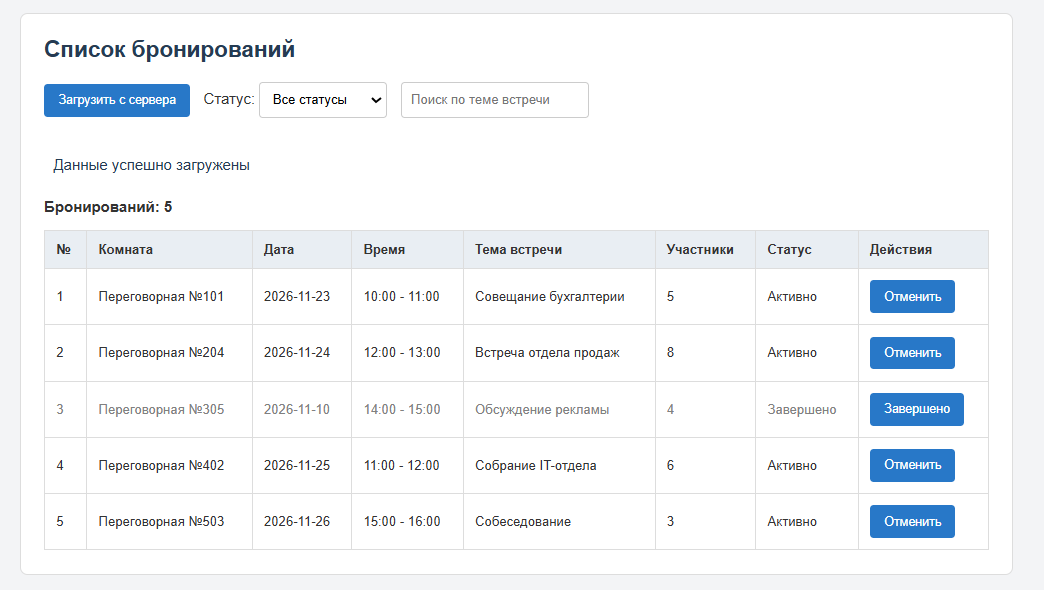 Список бронирований
Загрузить с сервера Статус: Все статусы Поиск по теме встречи
Данные успешно загружены
Бронирований: 5
№ Комната Дата Время Тема встречи Участники Статус Действия
1 Переговорная №101 2026-11-23 10:00 - 11:00 Совещание бухгалтерии 5 Активно Отменить
2 Переговорная №204 2026-11-24 12:00 - 13:00 Встреча отдела продаж 8 Активно Отменить
3 Переговорная №305 2026-11-10 14:00 - 15:00 Обсуждение рекламы 4 Завершено Завершено
4 Переговорная №402 2026-11-25 11:00 - 12:00 Собрание IT-отдела 6 Активно Отменить
5 Переговорная №503 2026-11-26 15:00 - 16:00 Собеседование 3 Активно Отменить